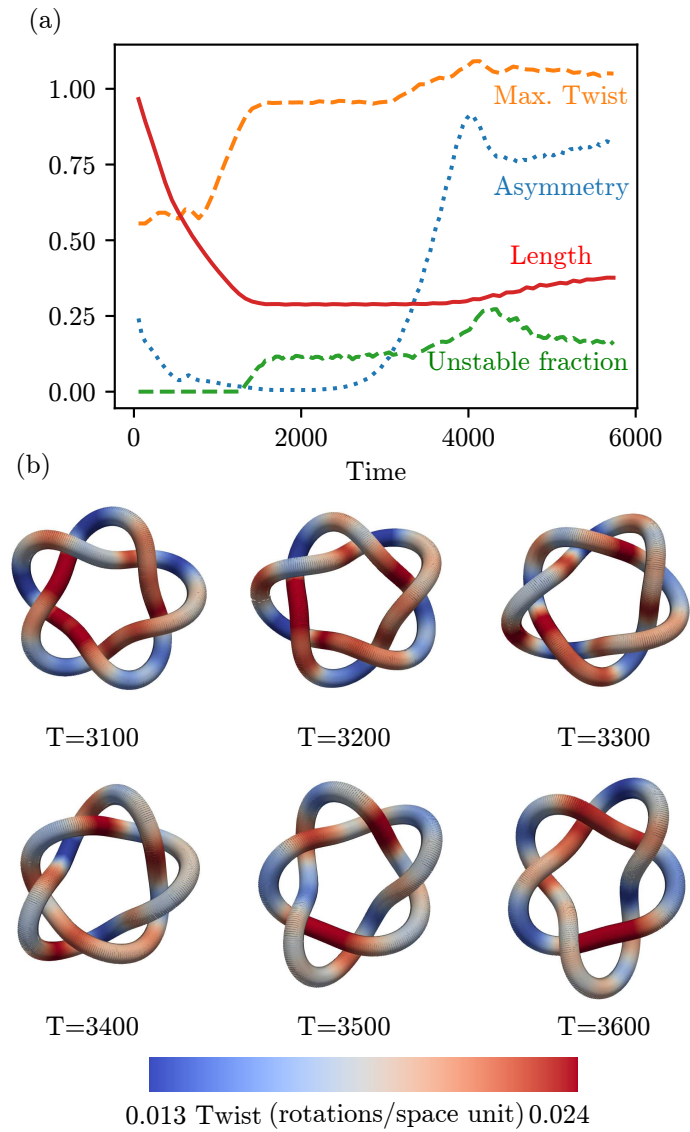 (a)
1.00
0.75
0.50
0.25
0.00
Max. Twist
Asymmetry
Length
Unstable fraction
0 2000 4000 6000
Time
(b)
T=3100 T=3200 T=3300
T=3400 T=3500 T=3600
0.013 Twist (rotations/space unit) 0.024